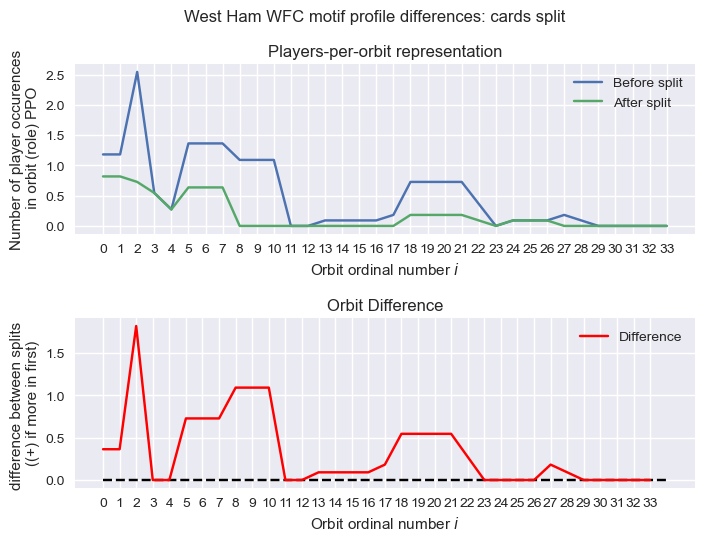 West Ham WFC motif profile differences: cards split
Players-per-orbit representation
Number of player occurences
in orbit (role) PPO
2.5
2.0
1.5
1.0
0.5
0.0
Before split
After split
0 1 2 3 4 5 6 7 8 9 10 11 12 13 14 15 16 17 18 19 20 21 22 23 24 25 26 27 28 29 30 31 32 33
Orbit ordinal number i
Orbit Difference
difference between splits
((+) if more in first)
1.5
1.0
0.5
0.0
Difference
0 1 2 3 4 5 6 7 8 9 10 11 12 13 14 15 16 17 18 19 20 21 22 23 24 25 26 27 28 29 30 31 32 33
Orbit ordinal number i